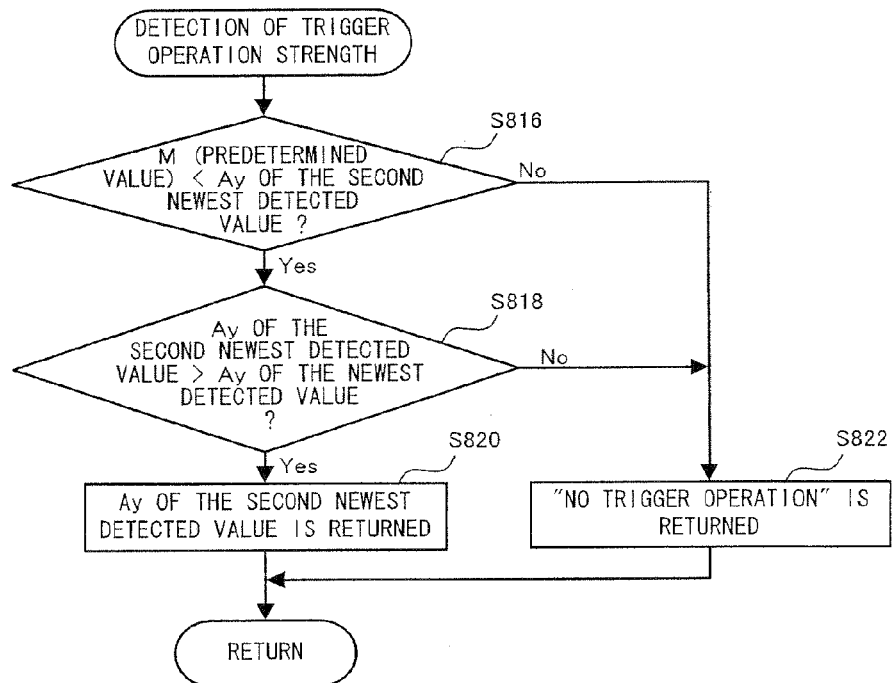 DETECTION OF TRIGGER
OPERATION STRENGTH
S816
M (PREDETERMINED
VALUE) < Ay OF THE SECOND
NEWEST DETECTED
VALUE ?
No
Yes
S818
Ay OF THE
SECOND NEWEST DETECTED
VALUE > Ay OF THE NEWEST
DETECTED VALUE
?
No
Yes
S820
Ay OF THE SECOND NEWEST
DETECTED VALUE IS RETURNED
S822
"NO TRIGGER OPERATION" IS
RETURNED
RETURN